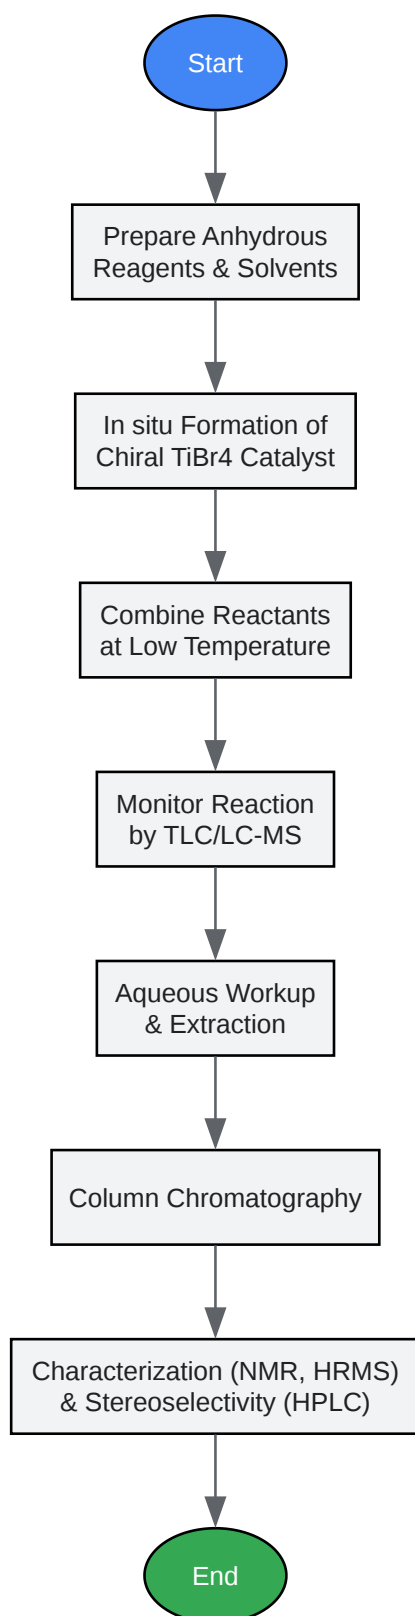 Start
Prepare Anhydrous
Reagents & Solvents
In situ Formation of
Chiral TiBr4 Catalyst
Combine Reactants
at Low Temperature
Monitor Reaction
by TLC/LC-MS
Aqueous Workup
& Extraction
Column Chromatography
Characterization (NMR, HRMS)
& Stereoselectivity (HPLC)
End